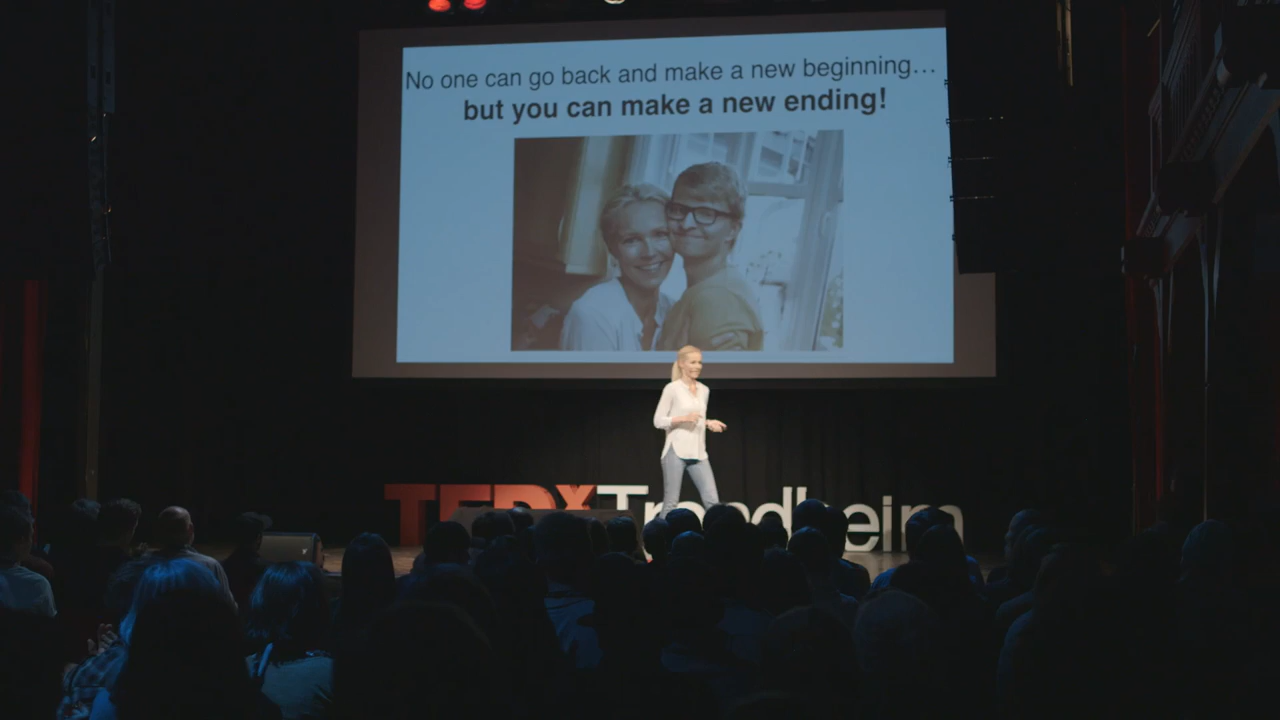 No one can go back and make a new beginning…
but you can make a new ending!
TEDxTrondheim